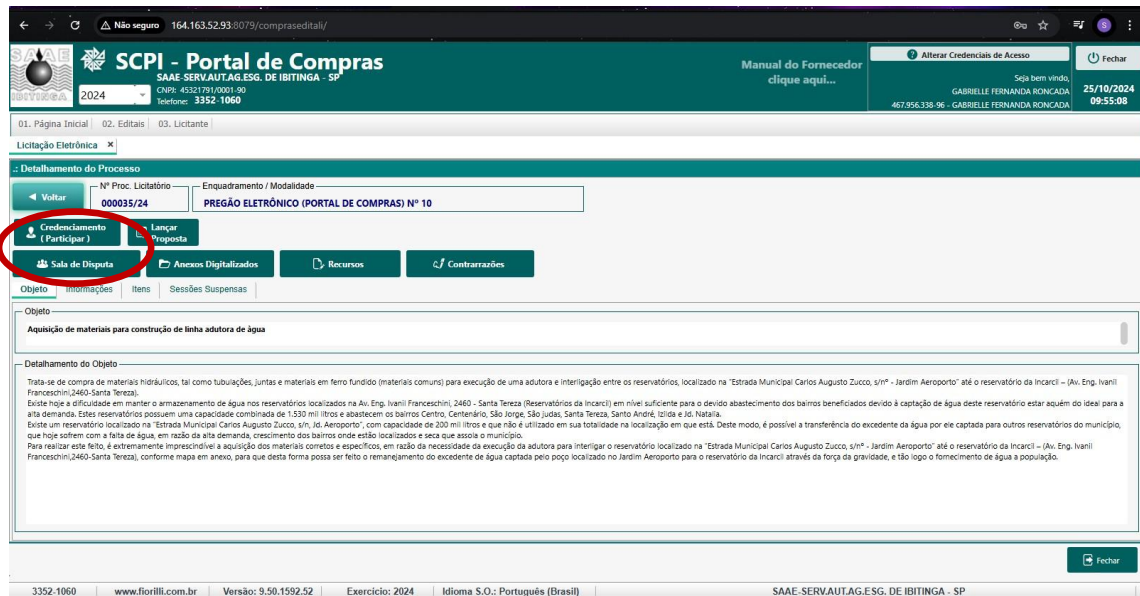 Não seguro 164.163.52.93:8079/compraseditali/
S
SAAE
IBITINGA
SCPI - Portal de Compras
SAAE-SERV.AUT.AG.ESG. DE IBITINGA - SP
CNPJ: 45321791/0001-90
2024
Telefone: 3352-1060
Manual do Fornecedor
clique aqui...
Alterar Credenciais de Acesso
Seja bem vindo,
GABRIELLE FERNANDA RONCADA
467.956.338-96 - GABRIELLE FERNANDA RONCADA
Fechar
25/10/2024
09:55:08
01. Página Inicial 02. Editais 03. Licitante
Licitação Eletrônica ×
.: Detalhamento do Processo
Voltar
Nº Proc. Licitatório
000035/24
Enquadramento / Modalidade
PREGÃO ELETRÔNICO (PORTAL DE COMPRAS) Nº 10
Credenciamento
( Participar )
Lançar
Proposta
Sala de Disputa Anexos Digitalizados Recursos Contrarrazões
Objeto Informações Itens Sessões Suspensas
Objeto
Aquisição de materiais para construção de linha adutora de àgua
Detalhamento do Objeto
Trata-se de compra de materiais hidráulicos, tal como tubulações, juntas e materiais em ferro fundido (materiais comuns) para execução de uma adutora e interligação entre os reservatórios, localizado na "Estrada Municipal Carlos Augusto Zucco, s/nº - Jardim Aeroporto" até o reservatório da Incarcil – (Av. Eng. Ivanil
Franceschini,2460-Santa Tereza).
Existe hoje a dificuldade em manter o armazenamento de água nos reservatórios localizados na Av. Eng. Ivanil Franceschini, 2460 - Santa Tereza (Reservatórios da Incarcil) em nível suficiente para o devido abastecimento dos bairros beneficiados devido à captação de água deste reservatório estar aquém do ideal para a
alta demanda. Estes reservatórios possuem uma capacidade combinada de 1.530 mil litros e abastecem os bairros Centro, Centenário, São Jorge, São judas, Santa Tereza, Santo André, Izilda e Jd. Natalia.
Existe um reservatório localizado na "Estrada Municipal Carlos Augusto Zucco, s/n, Jd. Aeroporto", com capacidade de 200 mil litros e que não é utilizado em sua totalidade na localização em que está. Deste modo, é possível a transferência do excedente da água por ele captada para outros reservatórios do município,
que hoje sofrem com a falta de água, em razão da alta demanda, crescimento dos bairros onde estão localizados e seca que assola o município.
Para realizar este feito, é extremamente imprescindível a aquisição dos materiais corretos e específicos, em razão da necessidade da execução da adutora para interligar o reservatório localizado na "Estrada Municipal Carlos Augusto Zucco, s/nº - Jardim Aeroporto" até o reservatório da Incarcil – (Av. Eng. Ivanil
Franceschini,2460-Santa Tereza), conforme mapa em anexo, para que desta forma possa ser feito o remanejamento do excedente de água captada pelo poço localizado no Jardim Aeroporto para o reservatório da Incarcil através da força da gravidade, e tão logo o fornecimento de água a população.
Fechar
3352-1060 www.fiorilli.com.br Versão: 9.50.1592.52 Exercício: 2024 Idioma S.O.: Português (Brasil) SAAE-SERV.AUT.AG.ESG. DE IBITINGA - SP